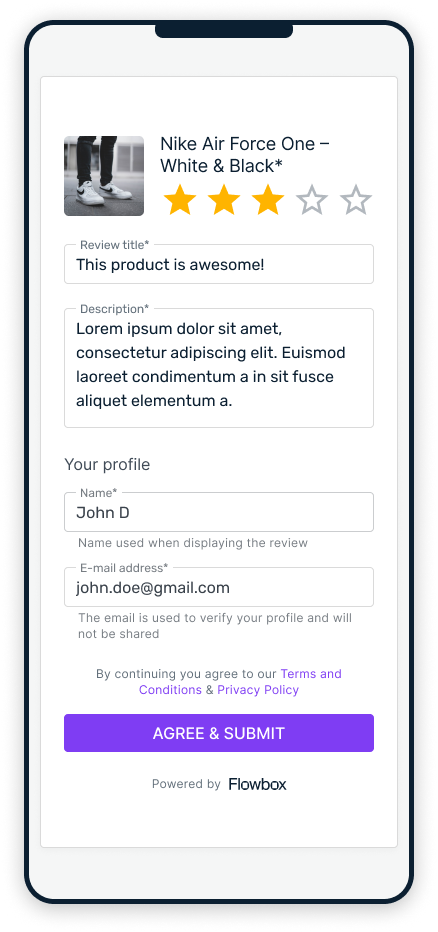 Nike Air Force One –
White & Black*
Review title*
This product is awesome!
Description*
Lorem ipsum dolor sit amet,
consectetur adipiscing elit. Euismod
laoreet condimentum a in sit fusce
aliquet elementum a.
Your profile
Name*
John D
Name used when displaying the review
E-mail address*
john.doe@gmail.com
The email is used to verify your profile and will
not be shared
By continuing you agree to our Terms and
Conditions & Privacy Policy
AGREE & SUBMIT
Powered by Flowbox